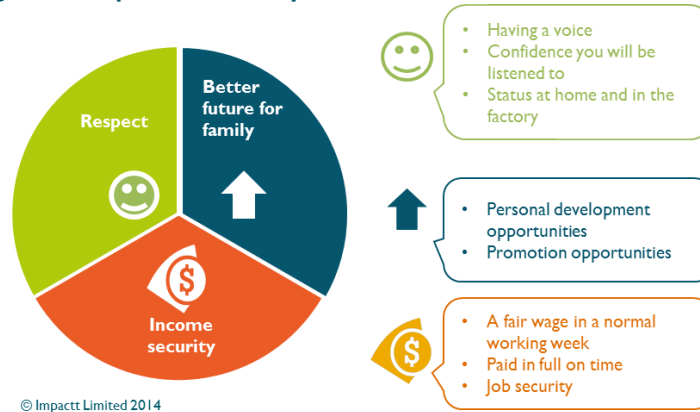 Respect
Better
future for
family
Income
security
• Having a voice
• Confidence you will be
listened to
• Status at home and in the
factory
• Personal development
opportunities
• Promotion opportunities
• A fair wage in a normal
working week
• Paid in full on time
• Job security
© Impactt Limited 2014